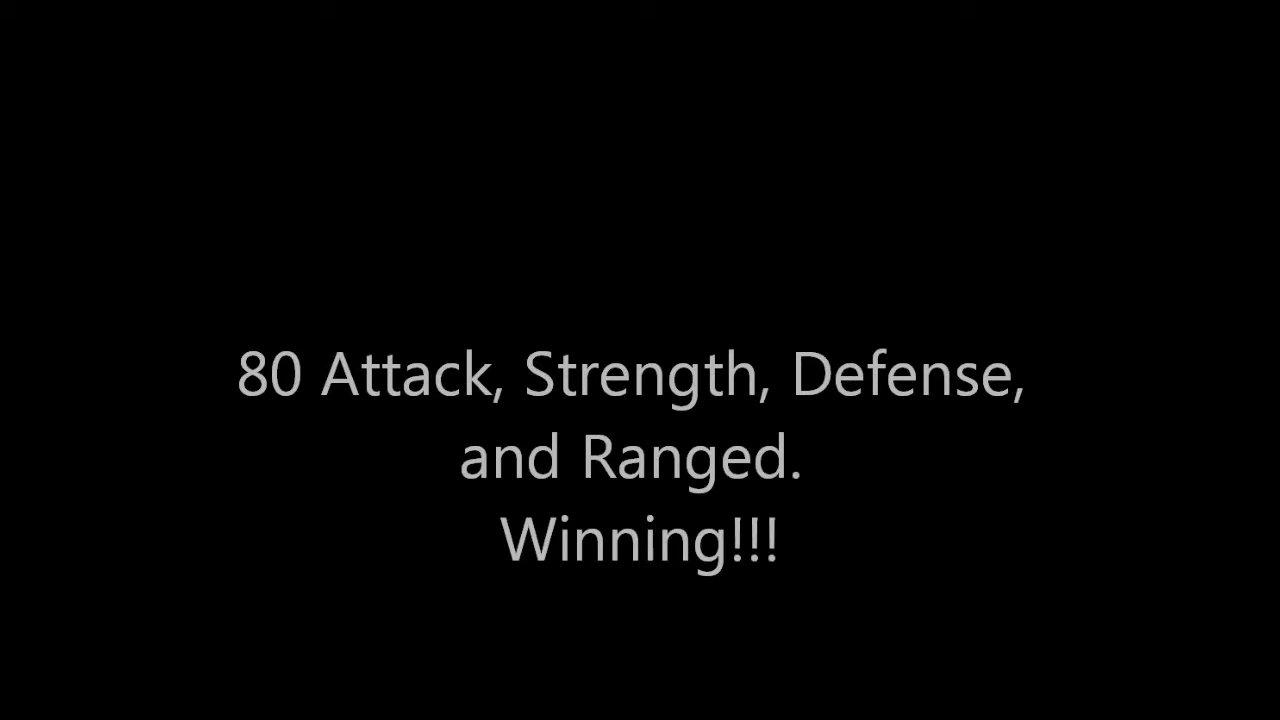 80 Attack, Strength, Defense,
and Ranged.
Winning!!!